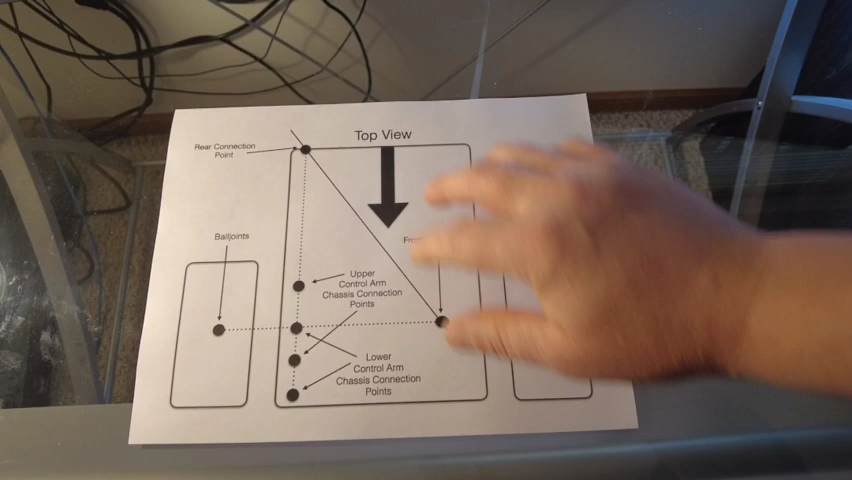 Top View
Rear Connection
Point
Balljoints
Upper
Control Arm
Chassis Connection
Points
Lower
Control Arm
Chassis Connection
Points